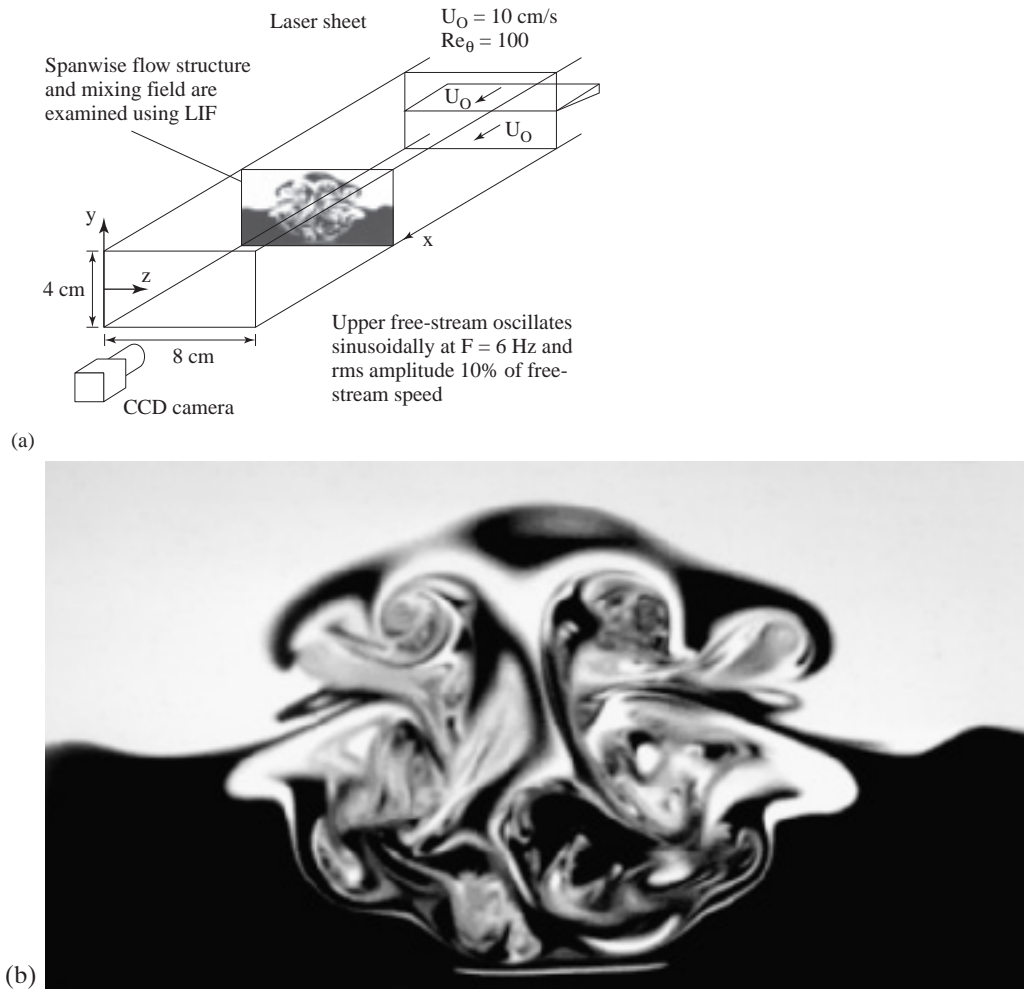 Laser sheet
U_O = 10 cm/s
Re_θ = 100
Spanwise flow structure
and mixing field are
examined using LIF
U_O
U_O
y
x
z
4 cm
8 cm
Upper free-stream oscillates
sinusoidally at F = 6 Hz and
rms amplitude 10% of free-
stream speed
CCD camera
(a)
(b)